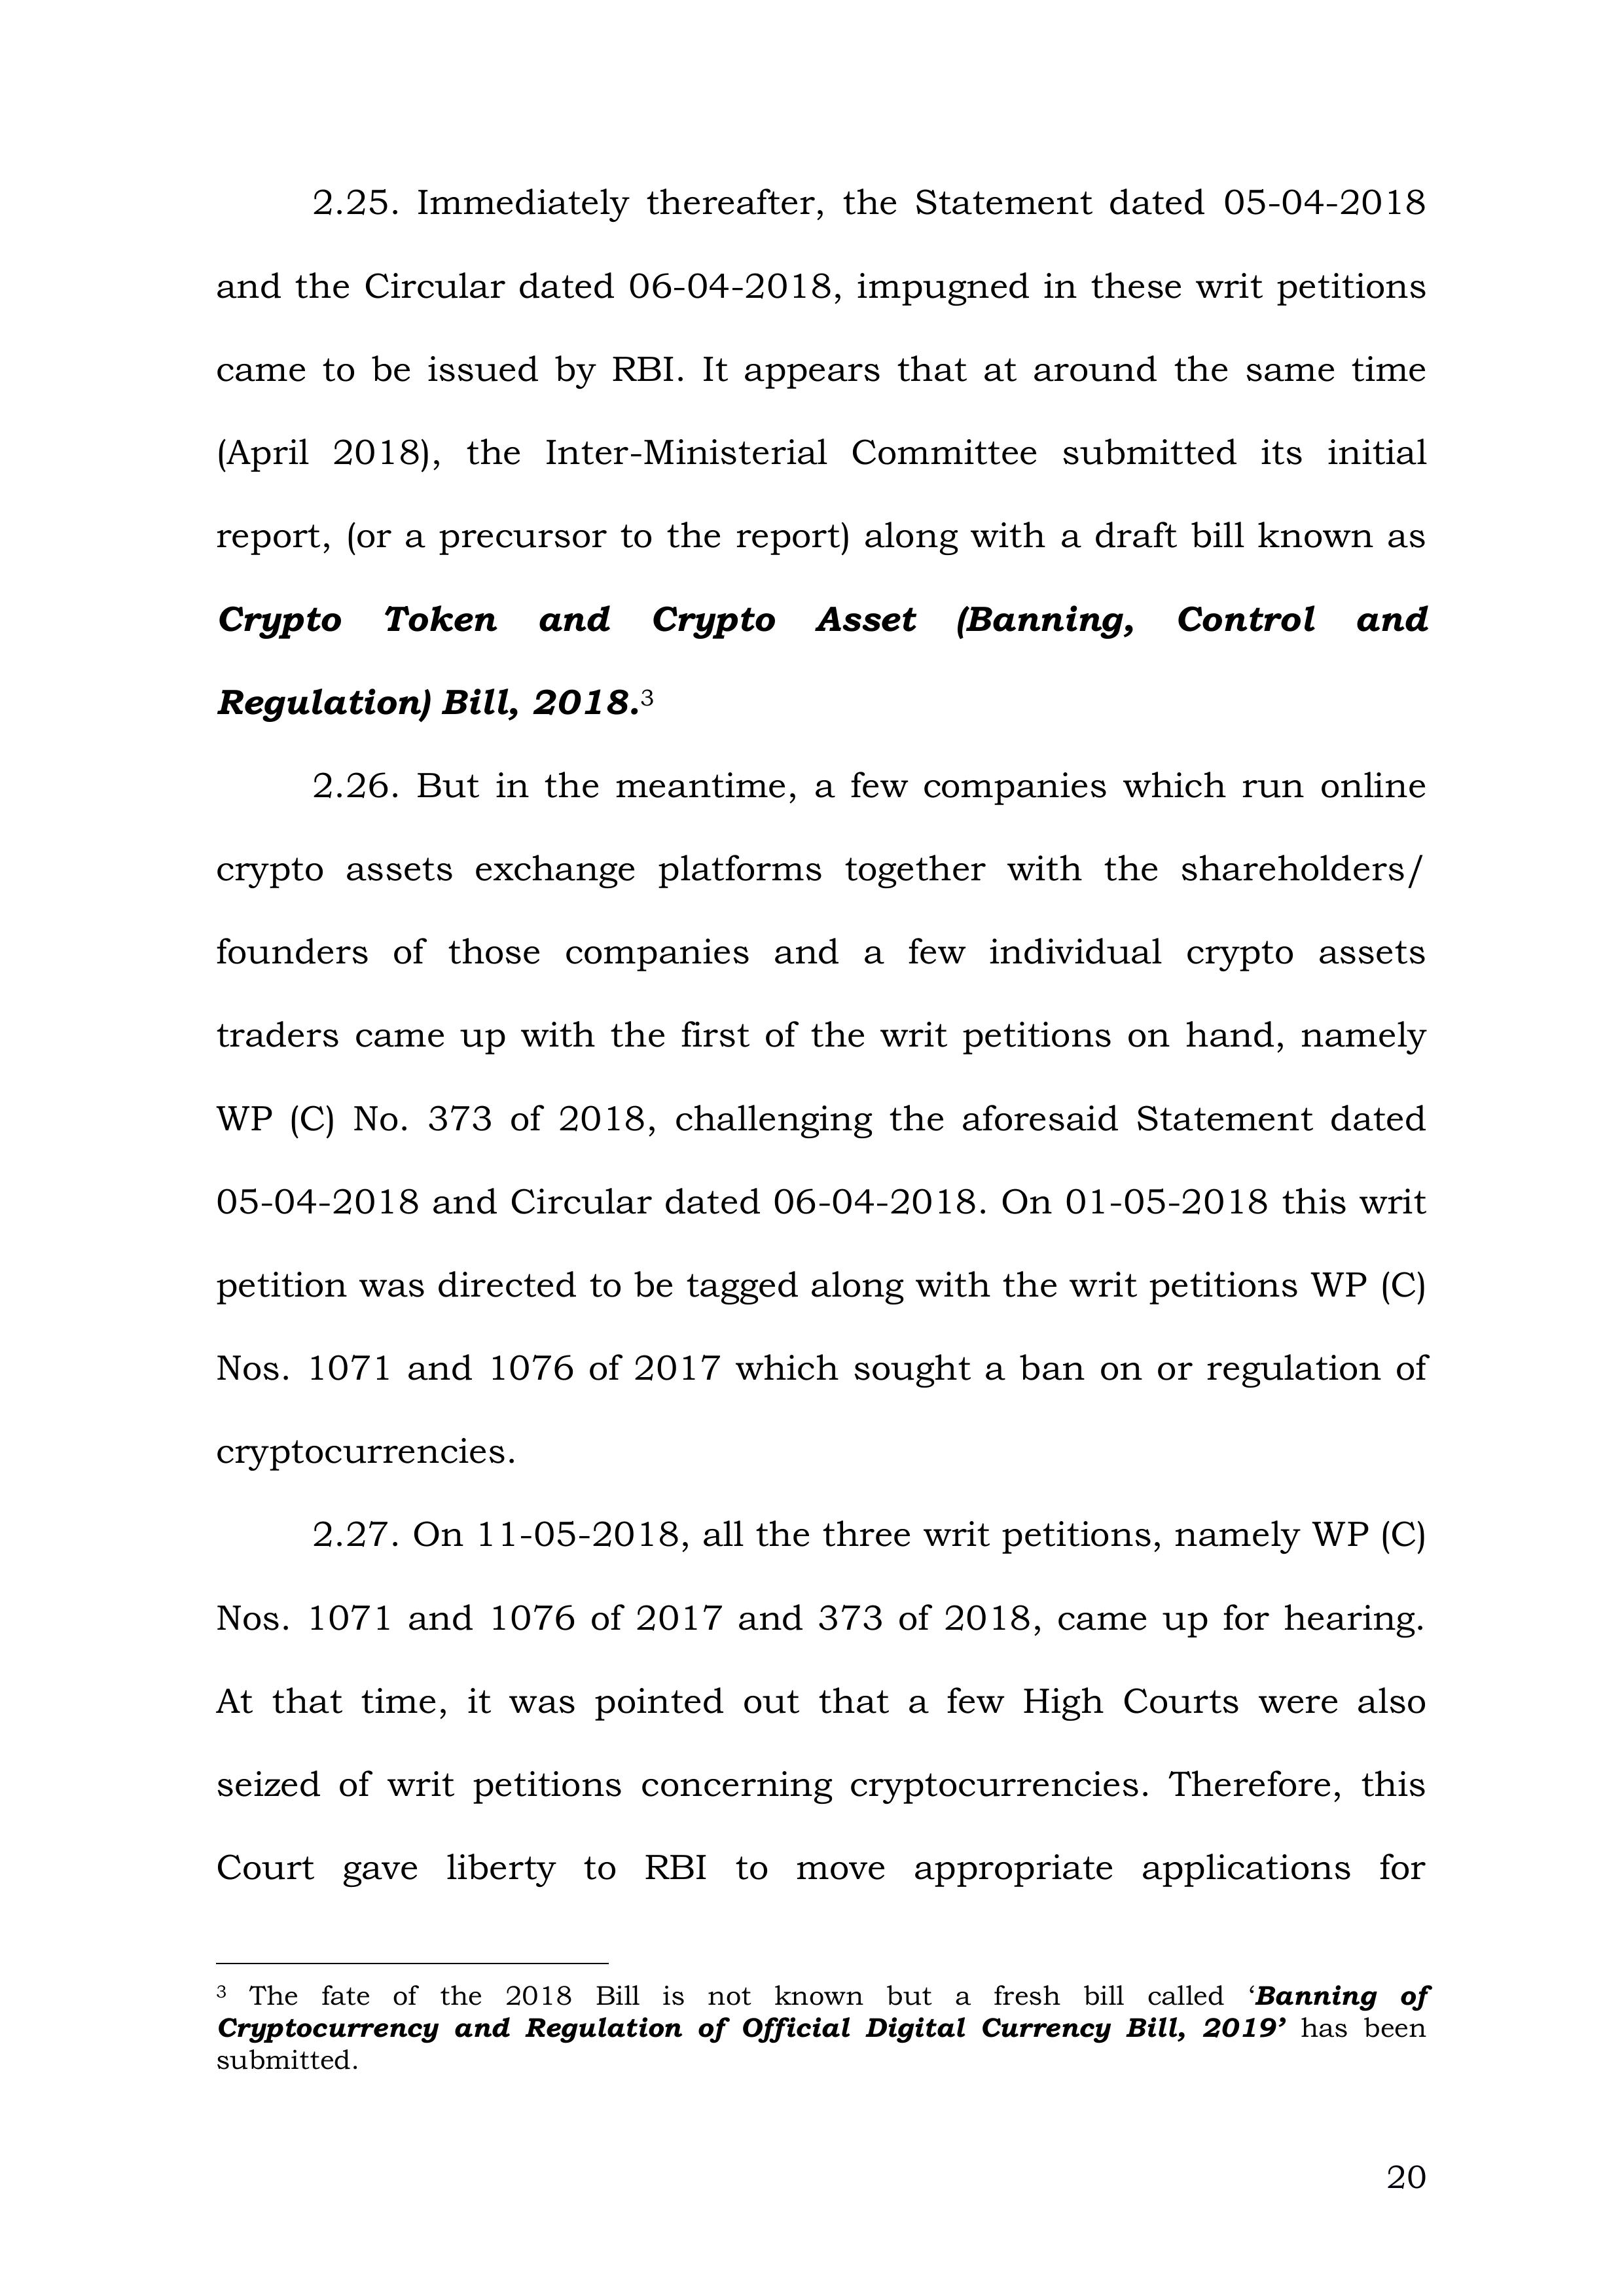 2.25. Immediately thereafter, the Statement dated 05-04-2018
and the Circular dated 06-04-2018, impugned in these writ petitions
came to be issued by RBI. It appears that at around the same time
(April 2018), the Inter-Ministerial Committee submitted its initial
report, (or a precursor to the report) along with a draft bill known as
Crypto Token and Crypto Asset (Banning, Control and
Regulation) Bill, 2018.3
2.26. But in the meantime, a few companies which run online
crypto assets exchange platforms together with the shareholders/
founders of those companies and a few individual crypto assets
traders came up with the first of the writ petitions on hand, namely
WP (C) No. 373 of 2018, challenging the aforesaid Statement dated
05-04-2018 and Circular dated 06-04-2018. On 01-05-2018 this writ
petition was directed to be tagged along with the writ petitions WP (C)
Nos. 1071 and 1076 of 2017 which sought a ban on or regulation of
cryptocurrencies.
2.27. On 11-05-2018, all the three writ petitions, namely WP (C)
Nos. 1071 and 1076 of 2017 and 373 of 2018, came up for hearing.
At that time, it was pointed out that a few High Courts were also
seized of writ petitions concerning cryptocurrencies. Therefore, this
Court gave liberty to RBI to move appropriate applications for
3 The fate of the 2018 Bill is not known but a fresh bill called ‘Banning of
Cryptocurrency and Regulation of Official Digital Currency Bill, 2019’ has been
submitted.
20